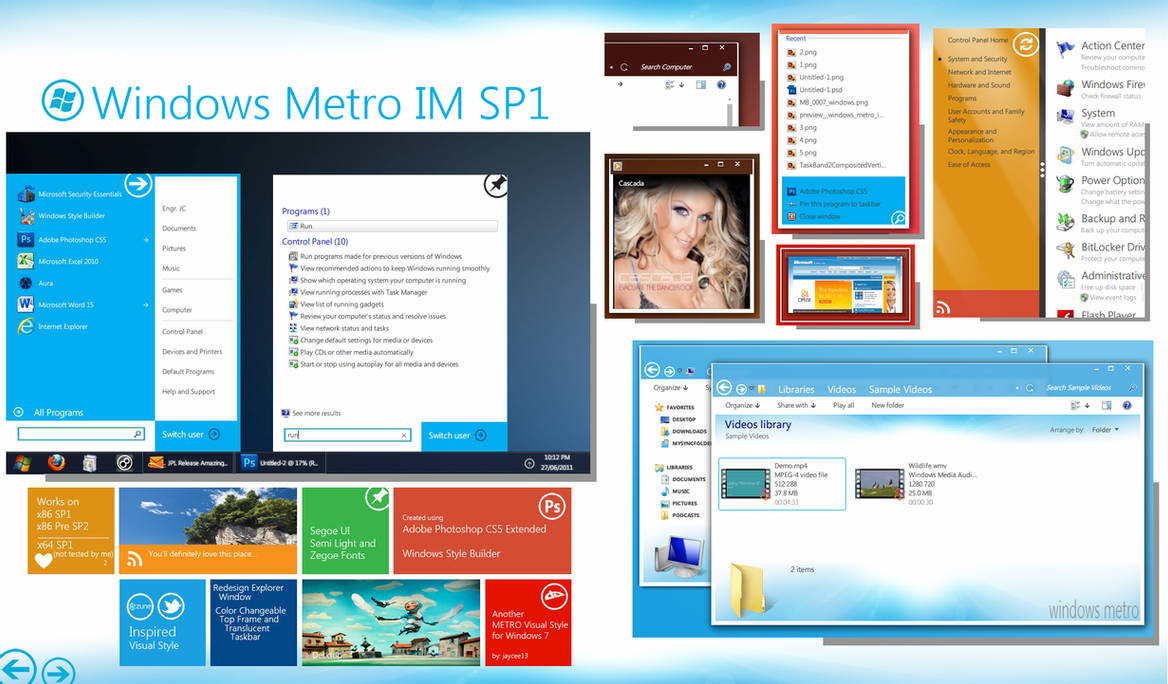 Windows Metro IM SP1
Microsoft Security Essentials
Windows Style Builder
Adobe Photoshop CS5
Microsoft Excel 2010
Aura
Microsoft Word 15
Internet Explorer
All Programs
Engr. JC
Documents
Pictures
Music
Games
Computer
Control Panel
Devices and Printers
Default Programs
Help and Support
Switch user
Programs (1)
Run
Control Panel (10)
Run programs made for previous versions of Windows
View recommended actions to keep Windows running smoothly
Show which operating system your computer is running
View running processes with Task Manager
View list of running gadgets
Review your computer's status and resolve issues
View network status and tasks
Change default settings for media or devices
Play CDs or other media automatically
Start or stop using autoplay for all media and devices
See more results
run
Switch user
JPL Release Amazing...
Untitled-2 @ 17% (R...
10:12 PM
27/06/2011
Works on
x86 SP1
x86 Pre SP2
x64 SP1
(not tested by me)
2
You'll definitely love this place...
Segoe UI
Semi Light and
Zegoe Fonts
Created using
Adobe Photoshop CS5 Extended
Windows Style Builder
Ps
zune
Inspired
Visual Style
Redesign Explorer
Window
Color Changeable
Top Frame and
Translucent
Taskbar
Another
METRO Visual Style
for Windows 7
by: jaycee13
Search Computer
Cascada
cascada
EVACUATE THE DANCEFLOOR
Recent
2.png
1.png
Untitled-1.png
Untitled-1.psd
MB_0007_windows.png
preview__windows_metro_i...
3.png
4.png
5.png
TaskBand2CompositedVerti...
Adobe Photoshop CS5
Pin this program to taskbar
Close window
Control Panel Home
System and Security
Network and Internet
Hardware and Sound
Programs
User Accounts and Family
Safety
Appearance and
Personalization
Clock, Language, and Region
Ease of Access
Action Center
Review your compute
Troubleshoot commo
Windows Firew
Check firewall status
System
View amount of RAM
Allow remote acce
Windows Upd
Turn automatic upda
Power Option
Change battery settin
Change what the pow
Backup and R
Back up your comput
BitLocker Driv
Protect your compute
Administrative
Free up disk space
View event logs
Flash Player
Organize
FAVORITES
DESKTOP
DOWNLOADS
MYSYNCFOLDE
LIBRARIES
DOCUMENTS
MUSIC
PICTURES
PODCASTS
Libraries Videos Sample Videos
Search Sample Videos
Organize Share with Play all New folder
Videos library
Sample Videos
Arrange by: Folder
Demo.mp4
MPEG-4 video file
512 288
37.8 MB
00:04:33
Wildlife.wmv
Windows Media Audi...
1280 720
25.0 MB
00:00:30
2 items
windows metro